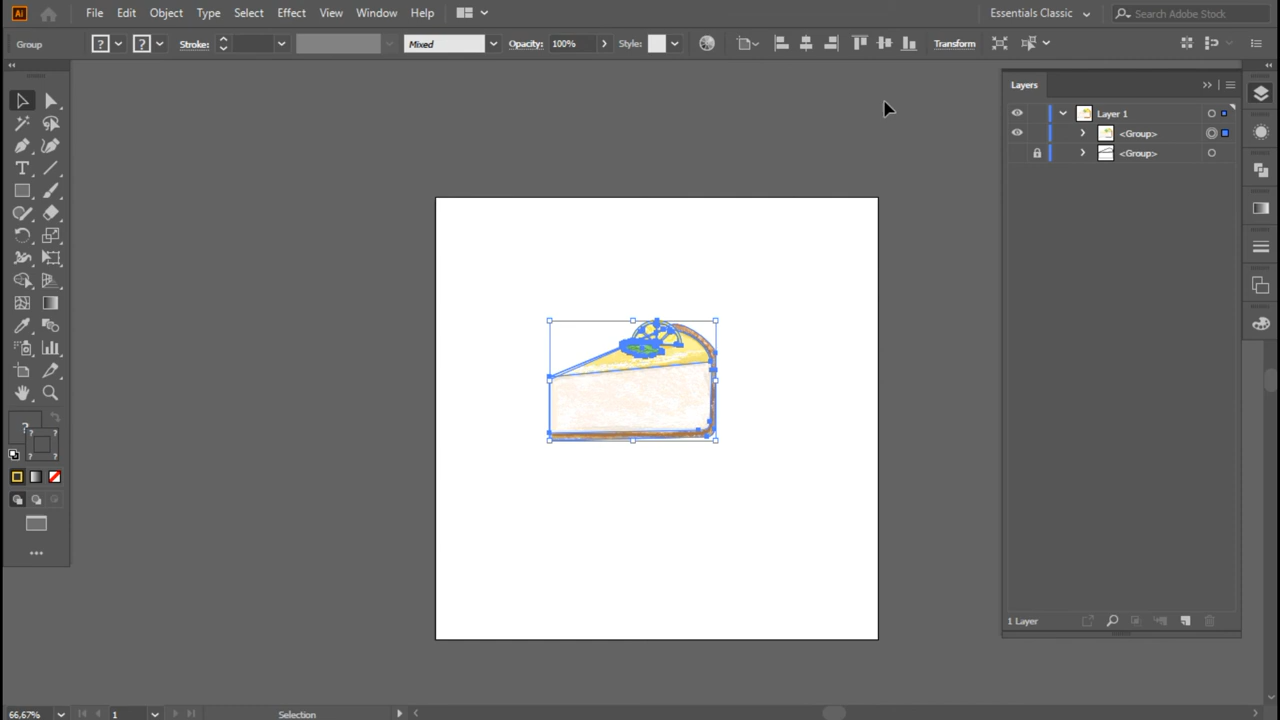 Ai File Edit Object Type Select Effect View Window Help Essentials Classic Search Adobe Stock
Group ? ? Stroke: Mixed Opacity: 100% Style: Transform
Layers
Layer 1
<Group>
<Group>
T
?
? ?
? ?
1 Layer
66.67% 1 Selection